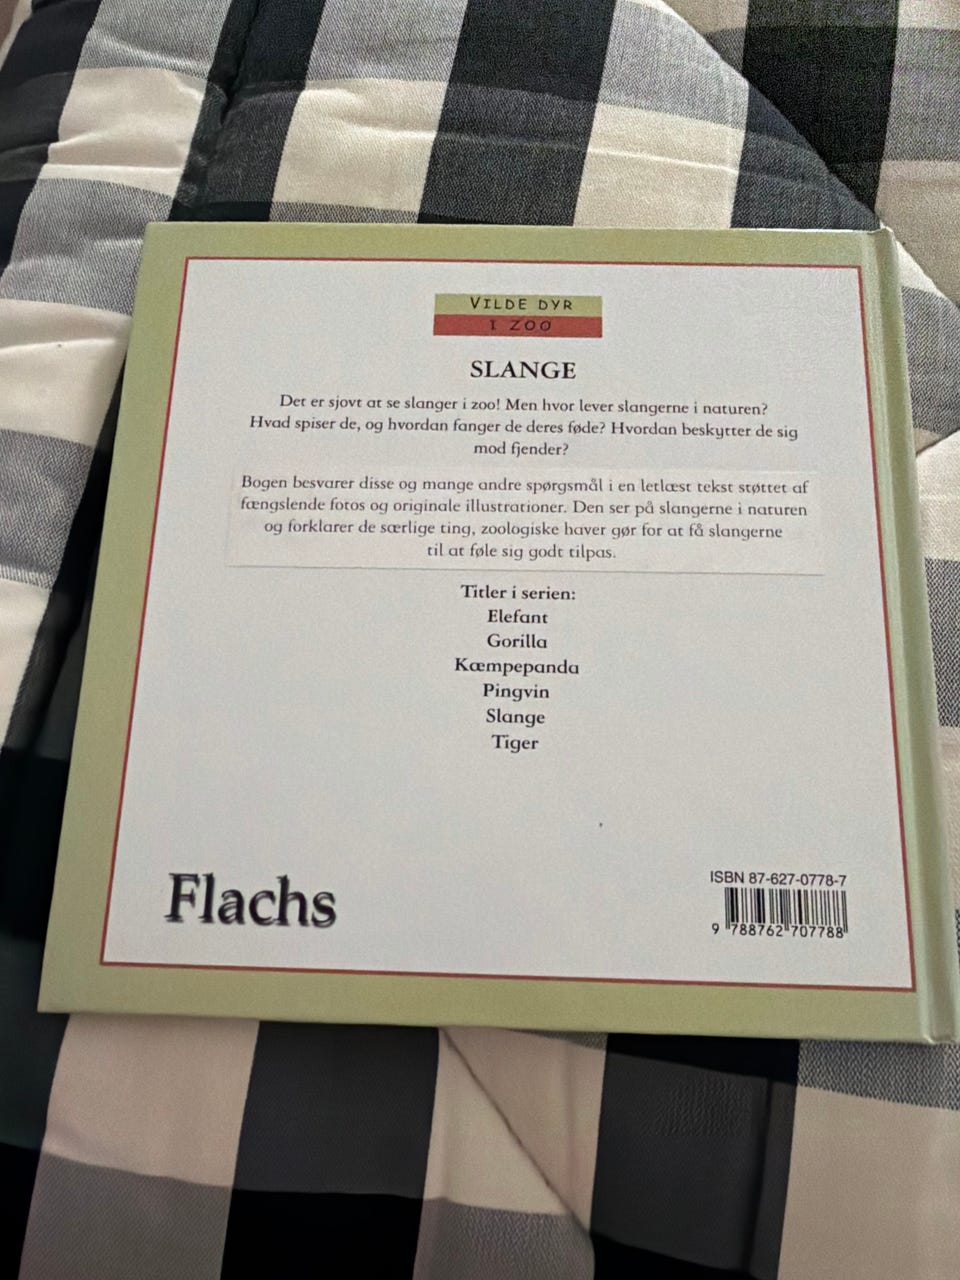 VILDE DYR
I ZOO
SLANGE
Det er sjovt at se slanger i zoo! Men hvor lever slangerne i naturen?
Hvad spiser de, og hvordan fanger de deres føde? Hvordan beskytter de sig
mod fjender?
Bogen besvarer disse og mange andre spørgsmål i en letlæst tekst støttet af
fængslende fotos og originale illustrationer. Den ser på slangerne i naturen
og forklarer de særlige ting, zoologiske haver gør for at få slangerne
til at føle sig godt tilpas.
Titler i serien:
Elefant
Gorilla
Kæmpepanda
Pingvin
Slange
Tiger
Flachs
ISBN 87-627-0778-7
9 788762 707788